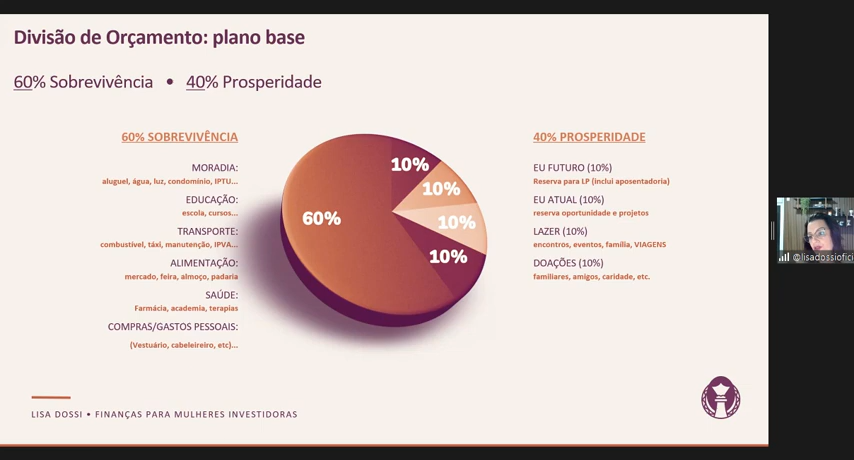 Divisão de Orçamento: plano base
60% Sobrevivência • 40% Prosperidade
60% SOBREVIVÊNCIA
MORADIA:
aluguel, água, luz, condomínio, IPTU...
EDUCAÇÃO:
escola, cursos...
TRANSPORTE:
combustível, táxi, manutenção, IPVA...
ALIMENTAÇÃO:
mercado, feira, almoço, padaria
SAÚDE:
Farmácia, academia, terapias
COMPRAS/GASTOS PESSOAIS:
(Vestuário, cabeleireiro, etc)...
60%
10%
10%
10%
10%
40% PROSPERIDADE
EU FUTURO (10%)
Reserva para LP (inclui aposentadoria)
EU ATUAL (10%)
reserva oportunidade e projetos
LAZER (10%)
encontros, eventos, família, VIAGENS
DOAÇÕES (10%)
familiares, amigos, caridade, etc.
@lisadossiofici
LISA DOSSI • FINANÇAS PARA MULHERES INVESTIDORAS